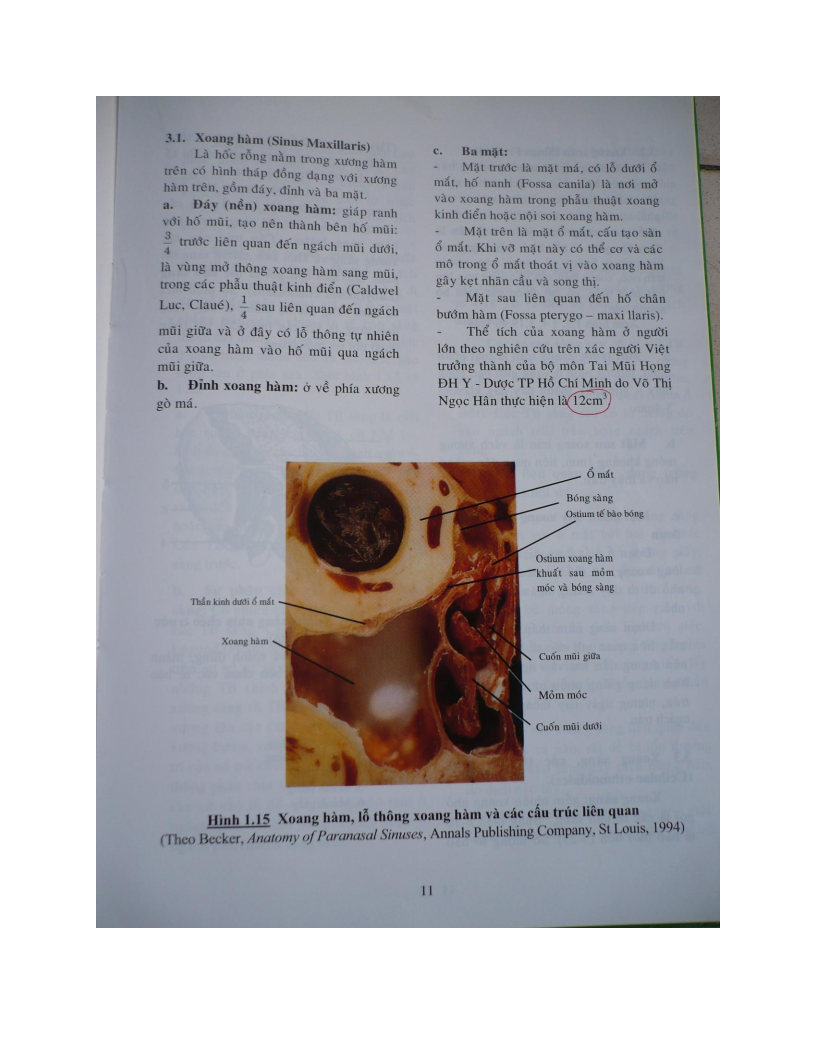 3.1. Xoang hàm (Sinus Maxillaris)
Là hốc rỗng nằm trong xương hàm
trên có hình tháp đồng dạng với xương
hàm trên, gồm đáy, đỉnh và ba mặt.
a. Đáy (nền) xoang hàm: giáp ranh
với hố mũi, tạo nên thành bên hố mũi:
3/4 trước liên quan đến ngách mũi dưới,
là vùng mở thông xoang hàm sang mũi,
trong các phẫu thuật kinh điển (Caldwel
Luc, Claué), 1/4 sau liên quan đến ngách
mũi giữa và ở đây có lỗ thông tự nhiên
của xoang hàm vào hố mũi qua ngách
mũi giữa.
b. Đỉnh xoang hàm: ở về phía xương
gò má.
c. Ba mặt:
- Mặt trước là mặt má, có lỗ dưới ổ
mắt, hố nanh (Fossa canila) là nơi mở
vào xoang hàm trong phẫu thuật xoang
kinh điển hoặc nội soi xoang hàm.
- Mặt trên là mặt ổ mắt, cấu tạo sàn
ổ mắt. Khi vỡ mặt này có thể cơ và các
mô trong ổ mắt thoát vị vào xoang hàm
gây kẹt nhãn cầu và song thị.
- Mặt sau liên quan đến hố chân
bướm hàm (Fossa pterygo – maxi llaris).
- Thể tích của xoang hàm ở người
lớn theo nghiên cứu trên xác người Việt
trưởng thành của bộ môn Tai Mũi Họng
ĐH Y - Dược TP Hồ Chí Minh do Võ Thị
Ngọc Hân thực hiện là 12cm³.
Ổ mắt
Bóng sàng
Ostium tế bào bóng
Ostium xoang hàm
khuất sau mỏm
móc và bóng sàng
Thần kinh dưới ổ mắt
Xoang hàm
Cuốn mũi giữa
Mỏm móc
Cuốn mũi dưới
Hình 1.15 Xoang hàm, lỗ thông xoang hàm và các cấu trúc liên quan
(Theo Becker, Anatomy of Paranasal Sinuses, Annals Publishing Company, St Louis, 1994)
11